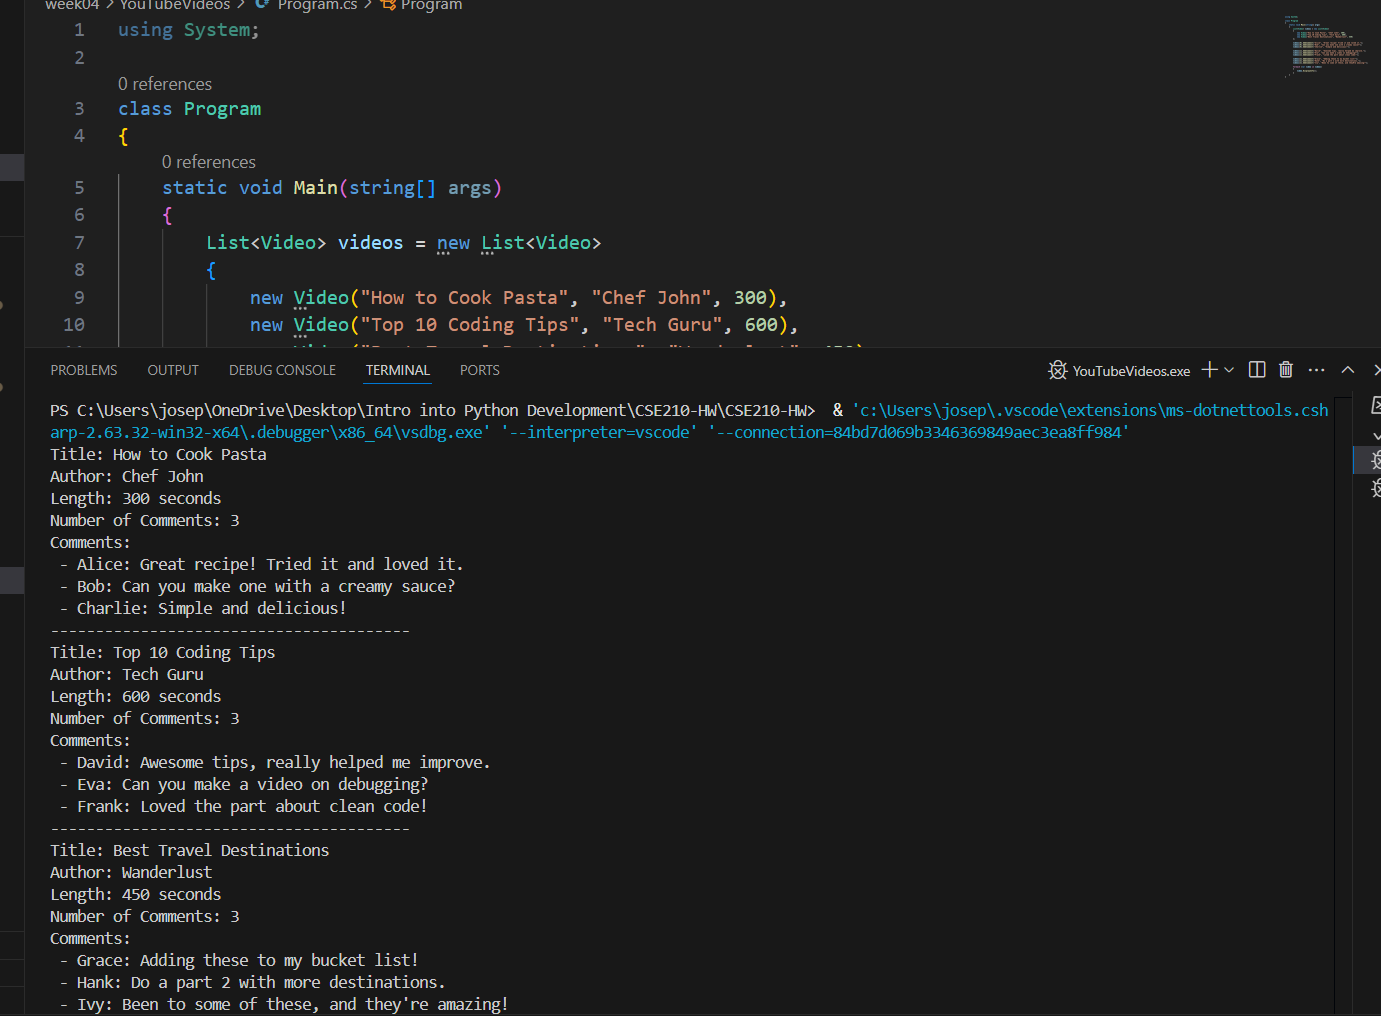 week04 > YouTubeVideos > Program.cs > Program
1 using System;
2
0 references
3 class Program
4 {
0 references
5 static void Main(string[] args)
6 {
7 List<Video> videos = new List<Video>
8 {
9 new Video("How to Cook Pasta", "Chef John", 300),
10 new Video("Top 10 Coding Tips", "Tech Guru", 600),
PROBLEMS OUTPUT DEBUG CONSOLE TERMINAL PORTS YouTubeVideos.exe
PS C:\Users\josep\OneDrive\Desktop\Intro into Python Development\CSE210-HW\CSE210-HW> & 'c:\Users\josep\.vscode\extensions\ms-dotnettools.csh
arp-2.63.32-win32-x64\.debugger\x86_64\vsdbg.exe' '--interpreter=vscode' '--connection=84bd7d069b3346369849aec3ea8ff984'
Title: How to Cook Pasta
Author: Chef John
Length: 300 seconds
Number of Comments: 3
Comments:
- Alice: Great recipe! Tried it and loved it.
- Bob: Can you make one with a creamy sauce?
- Charlie: Simple and delicious!
----------------------------------------
Title: Top 10 Coding Tips
Author: Tech Guru
Length: 600 seconds
Number of Comments: 3
Comments:
- David: Awesome tips, really helped me improve.
- Eva: Can you make a video on debugging?
- Frank: Loved the part about clean code!
----------------------------------------
Title: Best Travel Destinations
Author: Wanderlust
Length: 450 seconds
Number of Comments: 3
Comments:
- Grace: Adding these to my bucket list!
- Hank: Do a part 2 with more destinations.
- Ivy: Been to some of these, and they're amazing!